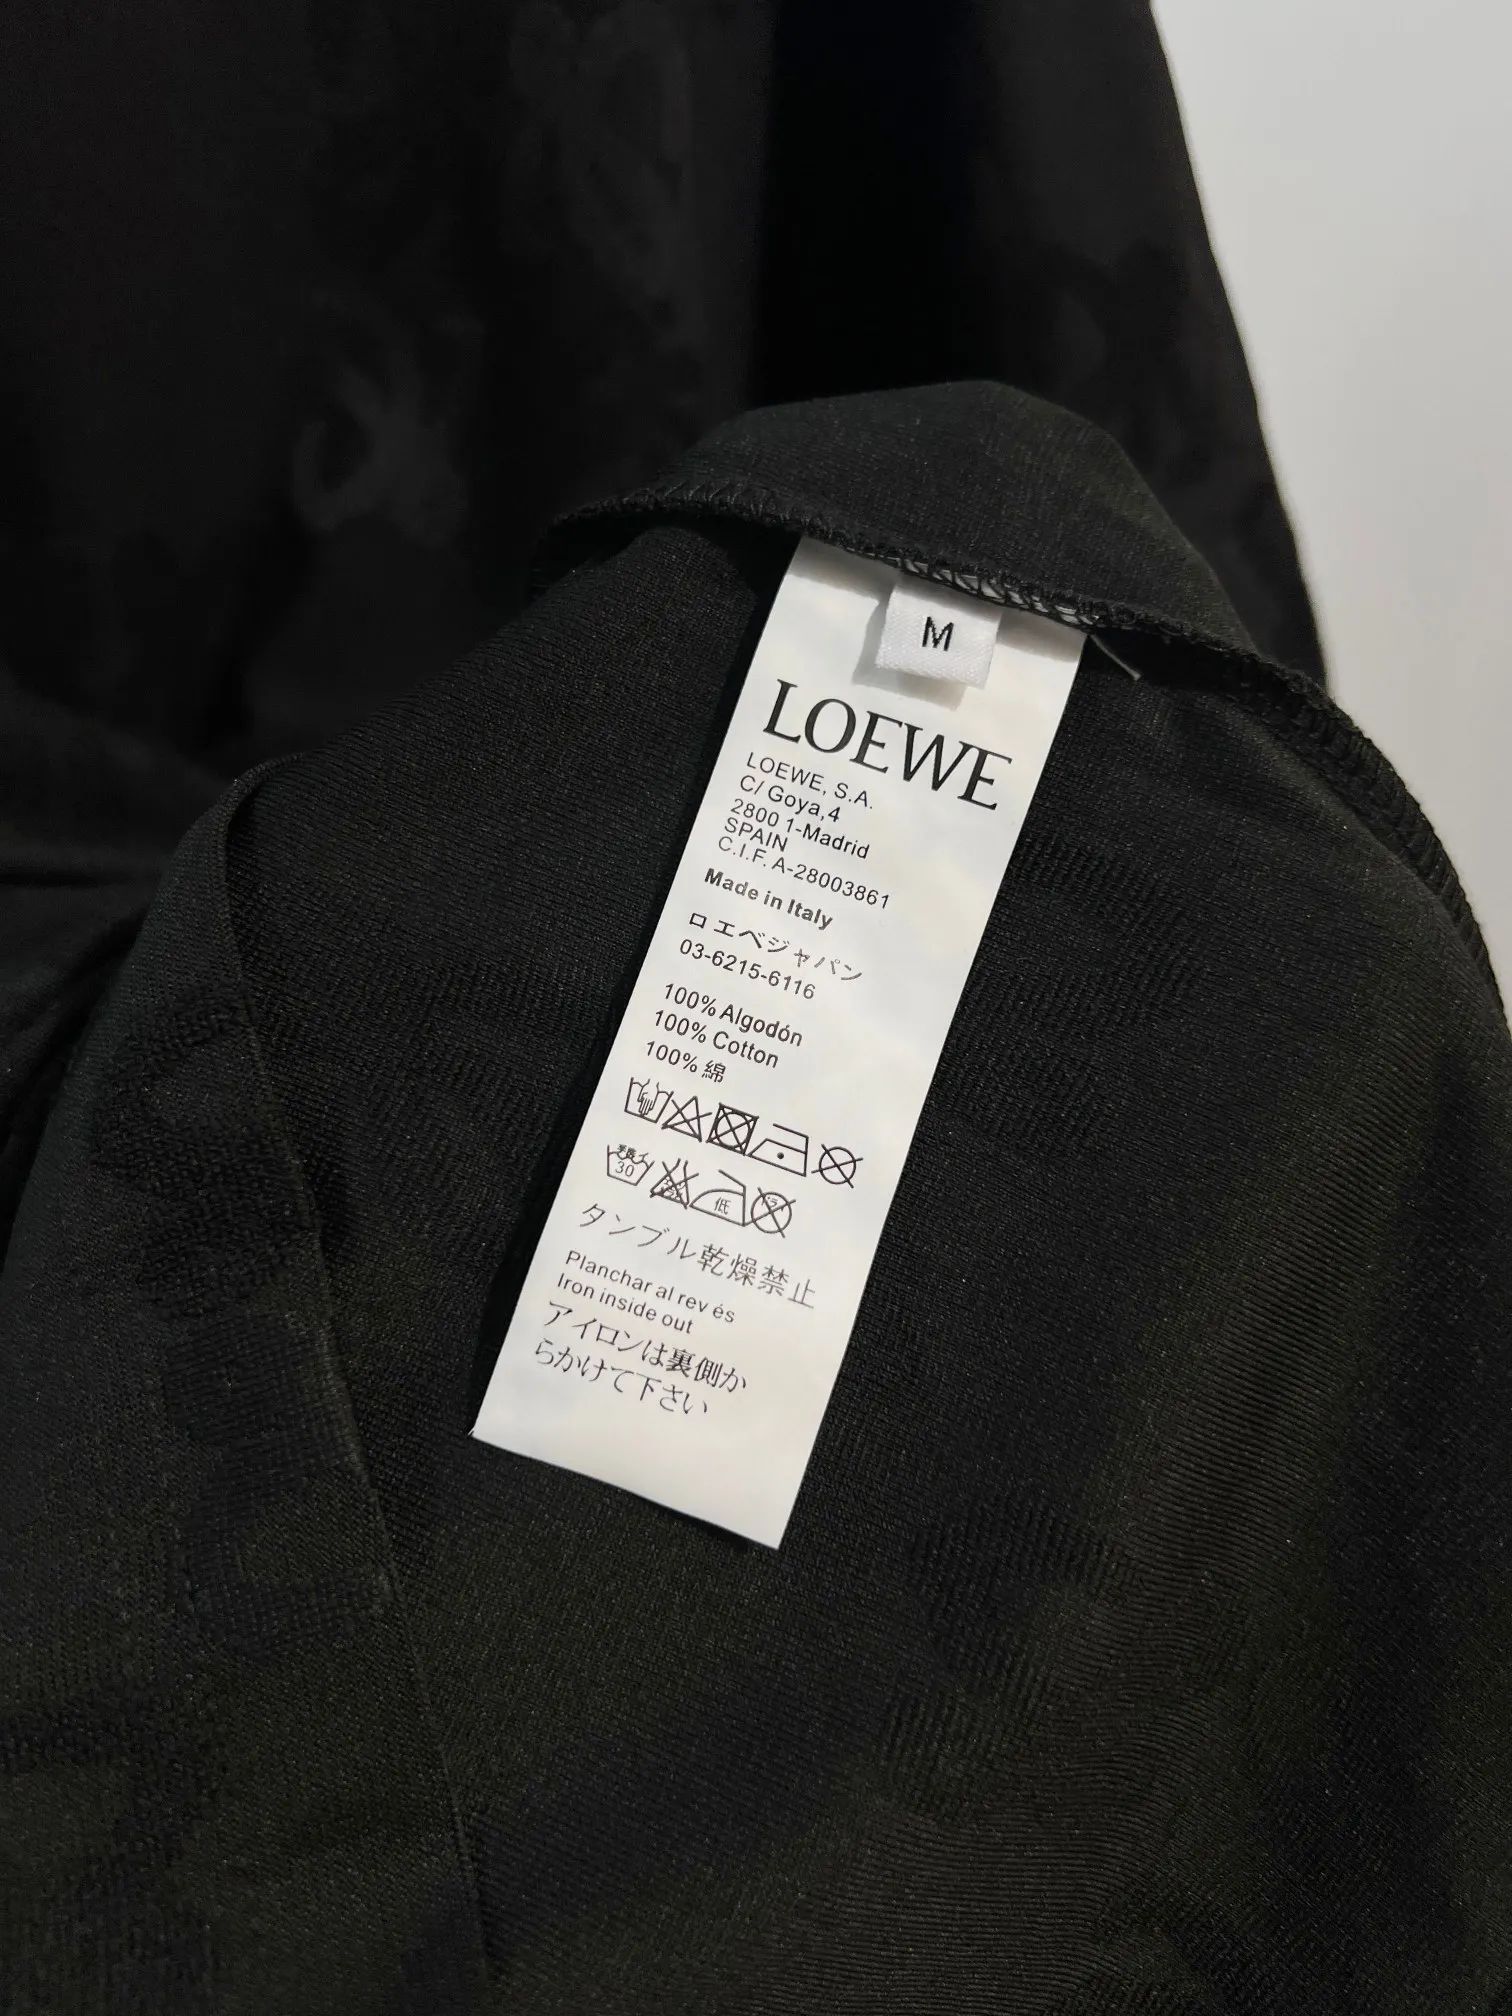 M
LOEWE
LOEWE, S.A.
C/ Goya,4
2800 1-Madrid
SPAIN
C.I.F. A-28003861
Made in Italy
ロエベジャパン
03-6215-6116
100% Algodón
100% Cotton
100% 綿
30
低
タンブル乾燥禁止
Planchar al rev és
Iron inside out
アイロンは裏側か
らかけて下さい